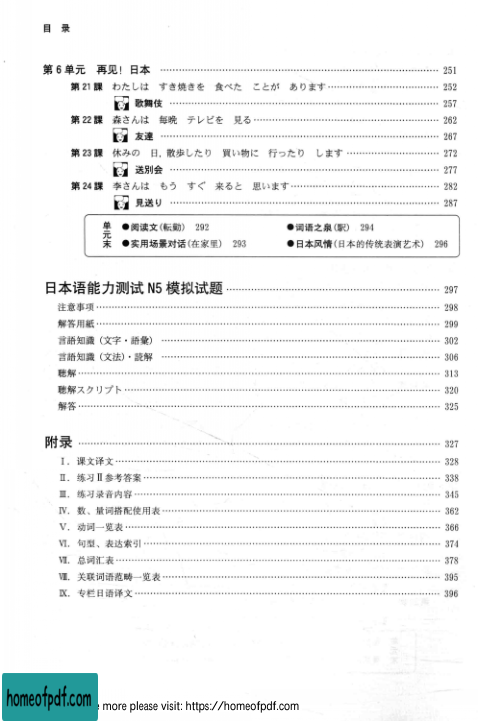 目 录
第6单元 再见！日本 251
第21課 わたしは すき焼きを 食べた ことが あります 252
歌舞伎 257
第22課 森さんは 毎晩 テレビを 見る 262
友達 267
第23課 休みの 日，散歩したり 買い物に 行ったり します 272
送別会 277
第24課 李さんは もう すぐ 来ると 思います 282
見送り 287
单元末
●阅读文(転勤) 292 ●词语之泉(駅) 294
●实用场景对话(在家里) 293 ●日本风情(日本的传统表演艺术) 296
日本语能力测试N5模拟试题 297
注意事项 298
解答用紙 299
言語知識（文字・語彙） 302
言語知識（文法）・読解 306
聴解 313
聴解スクリプト 320
解答 325
附录 327
Ⅰ. 课文译文 328
Ⅱ. 练习Ⅱ参考答案 338
Ⅲ. 练习录音内容 345
Ⅳ. 数、量词搭配使用表 362
Ⅴ. 动词一览表 366
Ⅵ. 句型、表达索引 374
Ⅶ. 总词汇表 378
Ⅷ. 关联词语范畴一览表 395
Ⅸ. 专栏日语译文 396
homeofpdf.com more please visit: https://homeofpdf.com